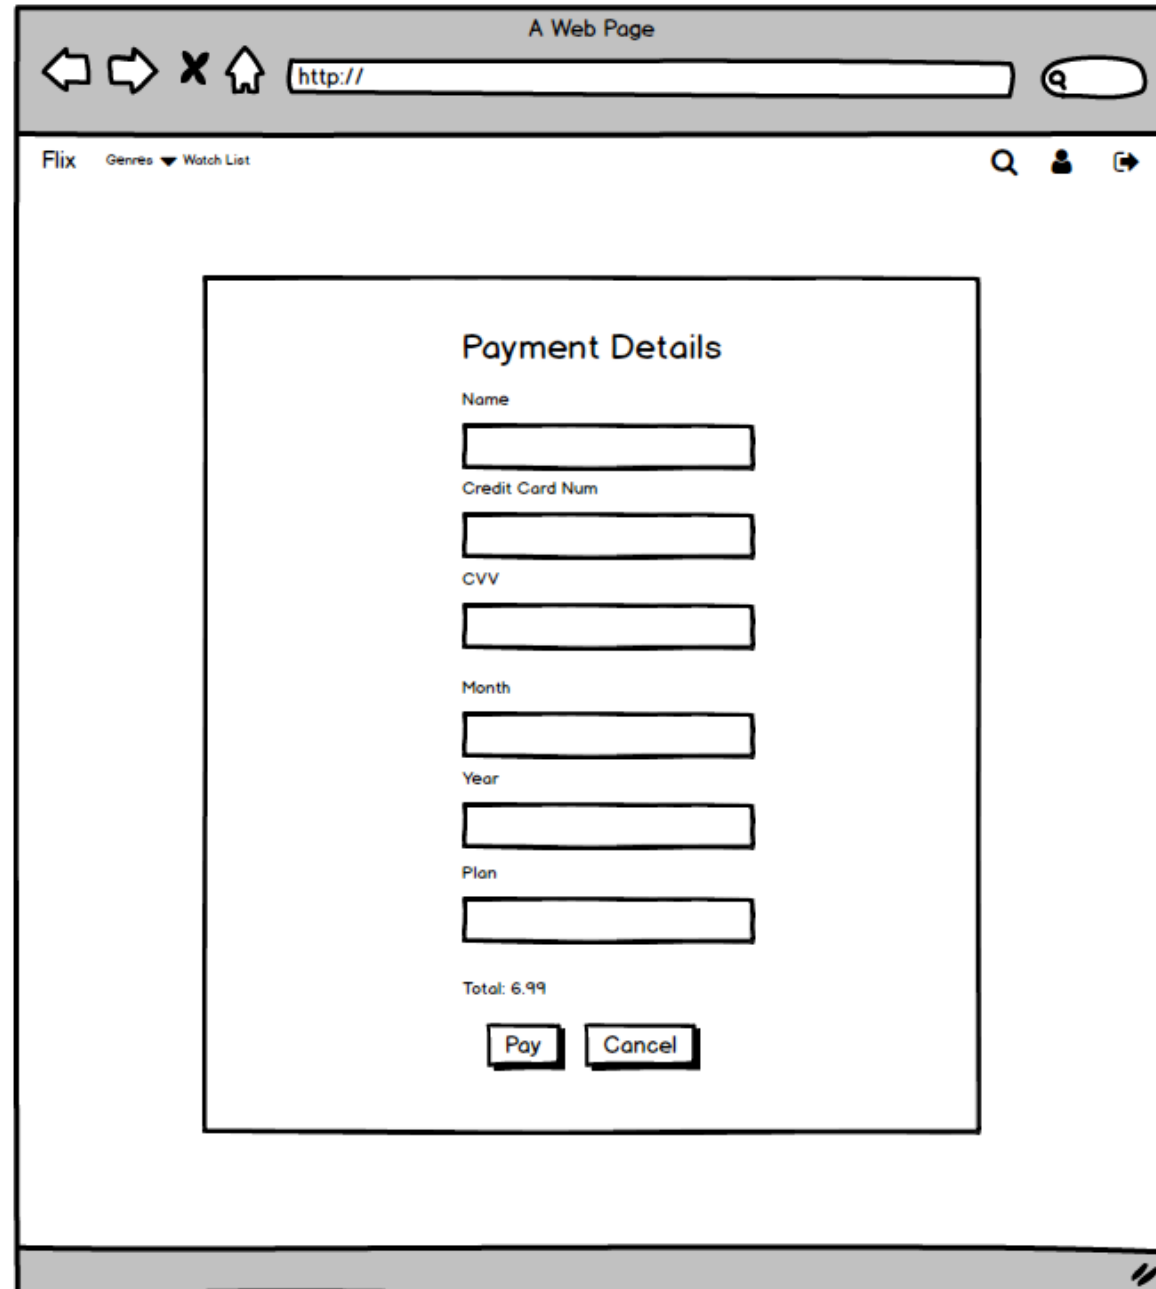 A Web Page
http://
Flix Genres Watch List
Payment Details
Name
Credit Card Num
CVV
Month
Year
Plan
Total: 6.99
Pay Cancel